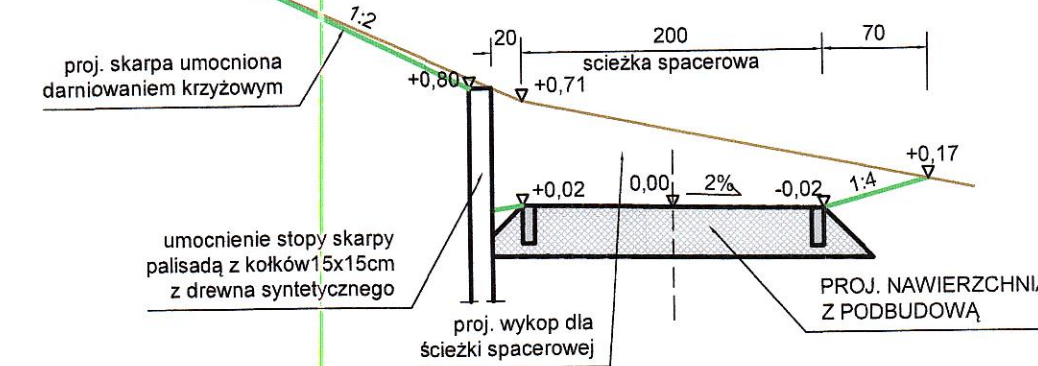 1:2
20
200
70
scieżka spacerowa
proj. skarpa umocniona
darniowaniem krzyżowym
+0,80
+0,71
+0,17
+0,02
0,00
2%
-0,02
1:4
umocnienie stopy skarpy
palisadą z kołków15x15cm
z drewna syntetycznego
PROJ. NAWIERZCHNIA
Z PODBUDOWĄ
proj. wykop dla
ścieżki spacerowej